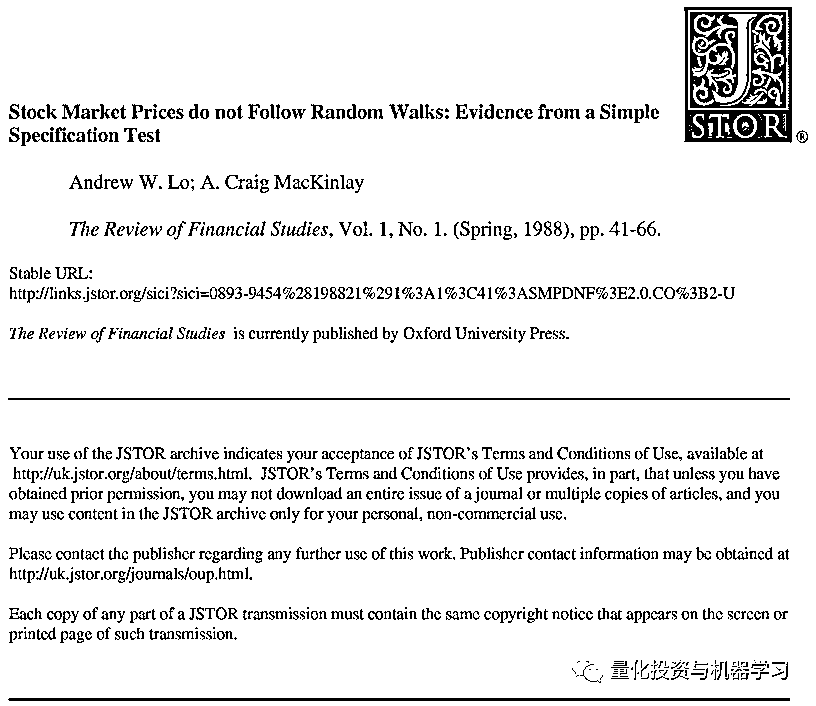 JSTOR ®
Stock Market Prices do not Follow Random Walks: Evidence from a Simple
Specification Test
Andrew W. Lo; A. Craig MacKinlay
The Review of Financial Studies, Vol. 1, No. 1. (Spring, 1988), pp. 41-66.
Stable URL:
http://links.jstor.org/sici?sici=0893-9454%28198821%291%3A1%3C41%3ASMPDNF%3E2.0.CO%3B2-U
The Review of Financial Studies is currently published by Oxford University Press.
Your use of the JSTOR archive indicates your acceptance of JSTOR's Terms and Conditions of Use, available at
http://uk.jstor.org/about/terms.html. JSTOR's Terms and Conditions of Use provides, in part, that unless you have
obtained prior permission, you may not download an entire issue of a journal or multiple copies of articles, and you
may use content in the JSTOR archive only for your personal, non-commercial use.
Please contact the publisher regarding any further use of this work. Publisher contact information may be obtained at
http://uk.jstor.org/journals/oup.html.
Each copy of any part of a JSTOR transmission must contain the same copyright notice that appears on the screen or
printed page of such transmission.
量化投资与机器学习